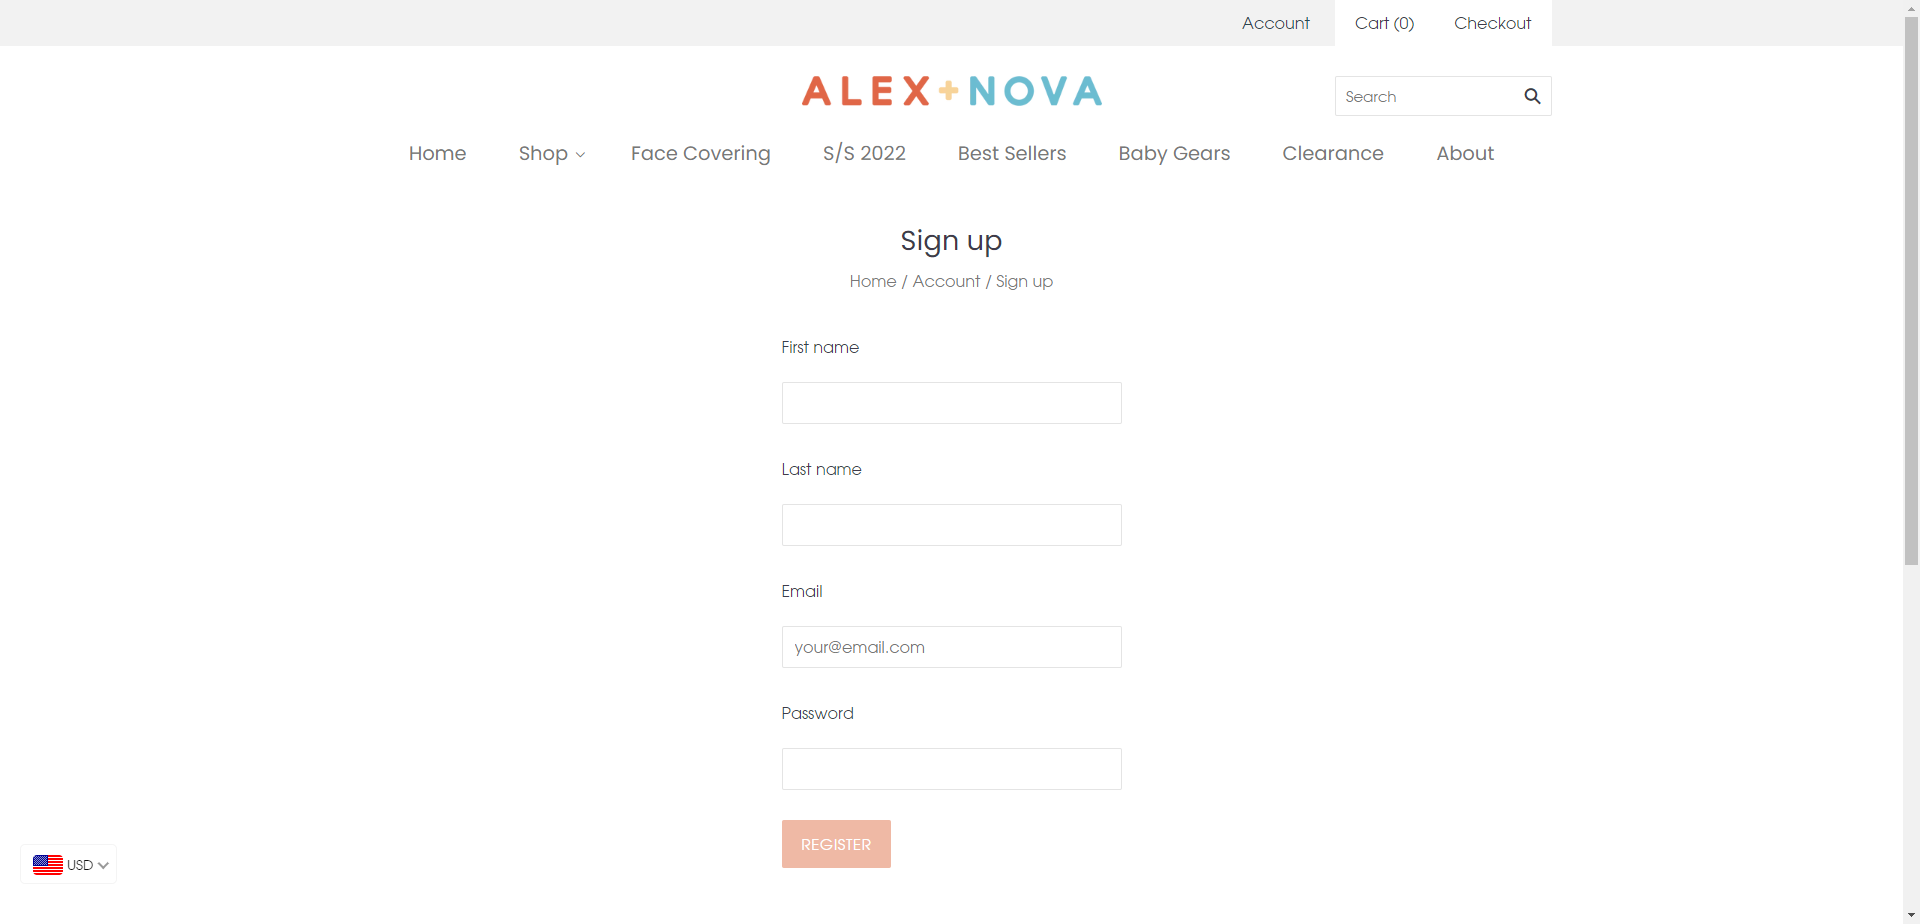 Account Cart (0) Checkout
ALEX+NOVA
Search
Home Shop Face Covering S/S 2022 Best Sellers Baby Gears Clearance About
Sign up
Home / Account / Sign up
First name
Last name
Email
your@email.com
Password
REGISTER
USD